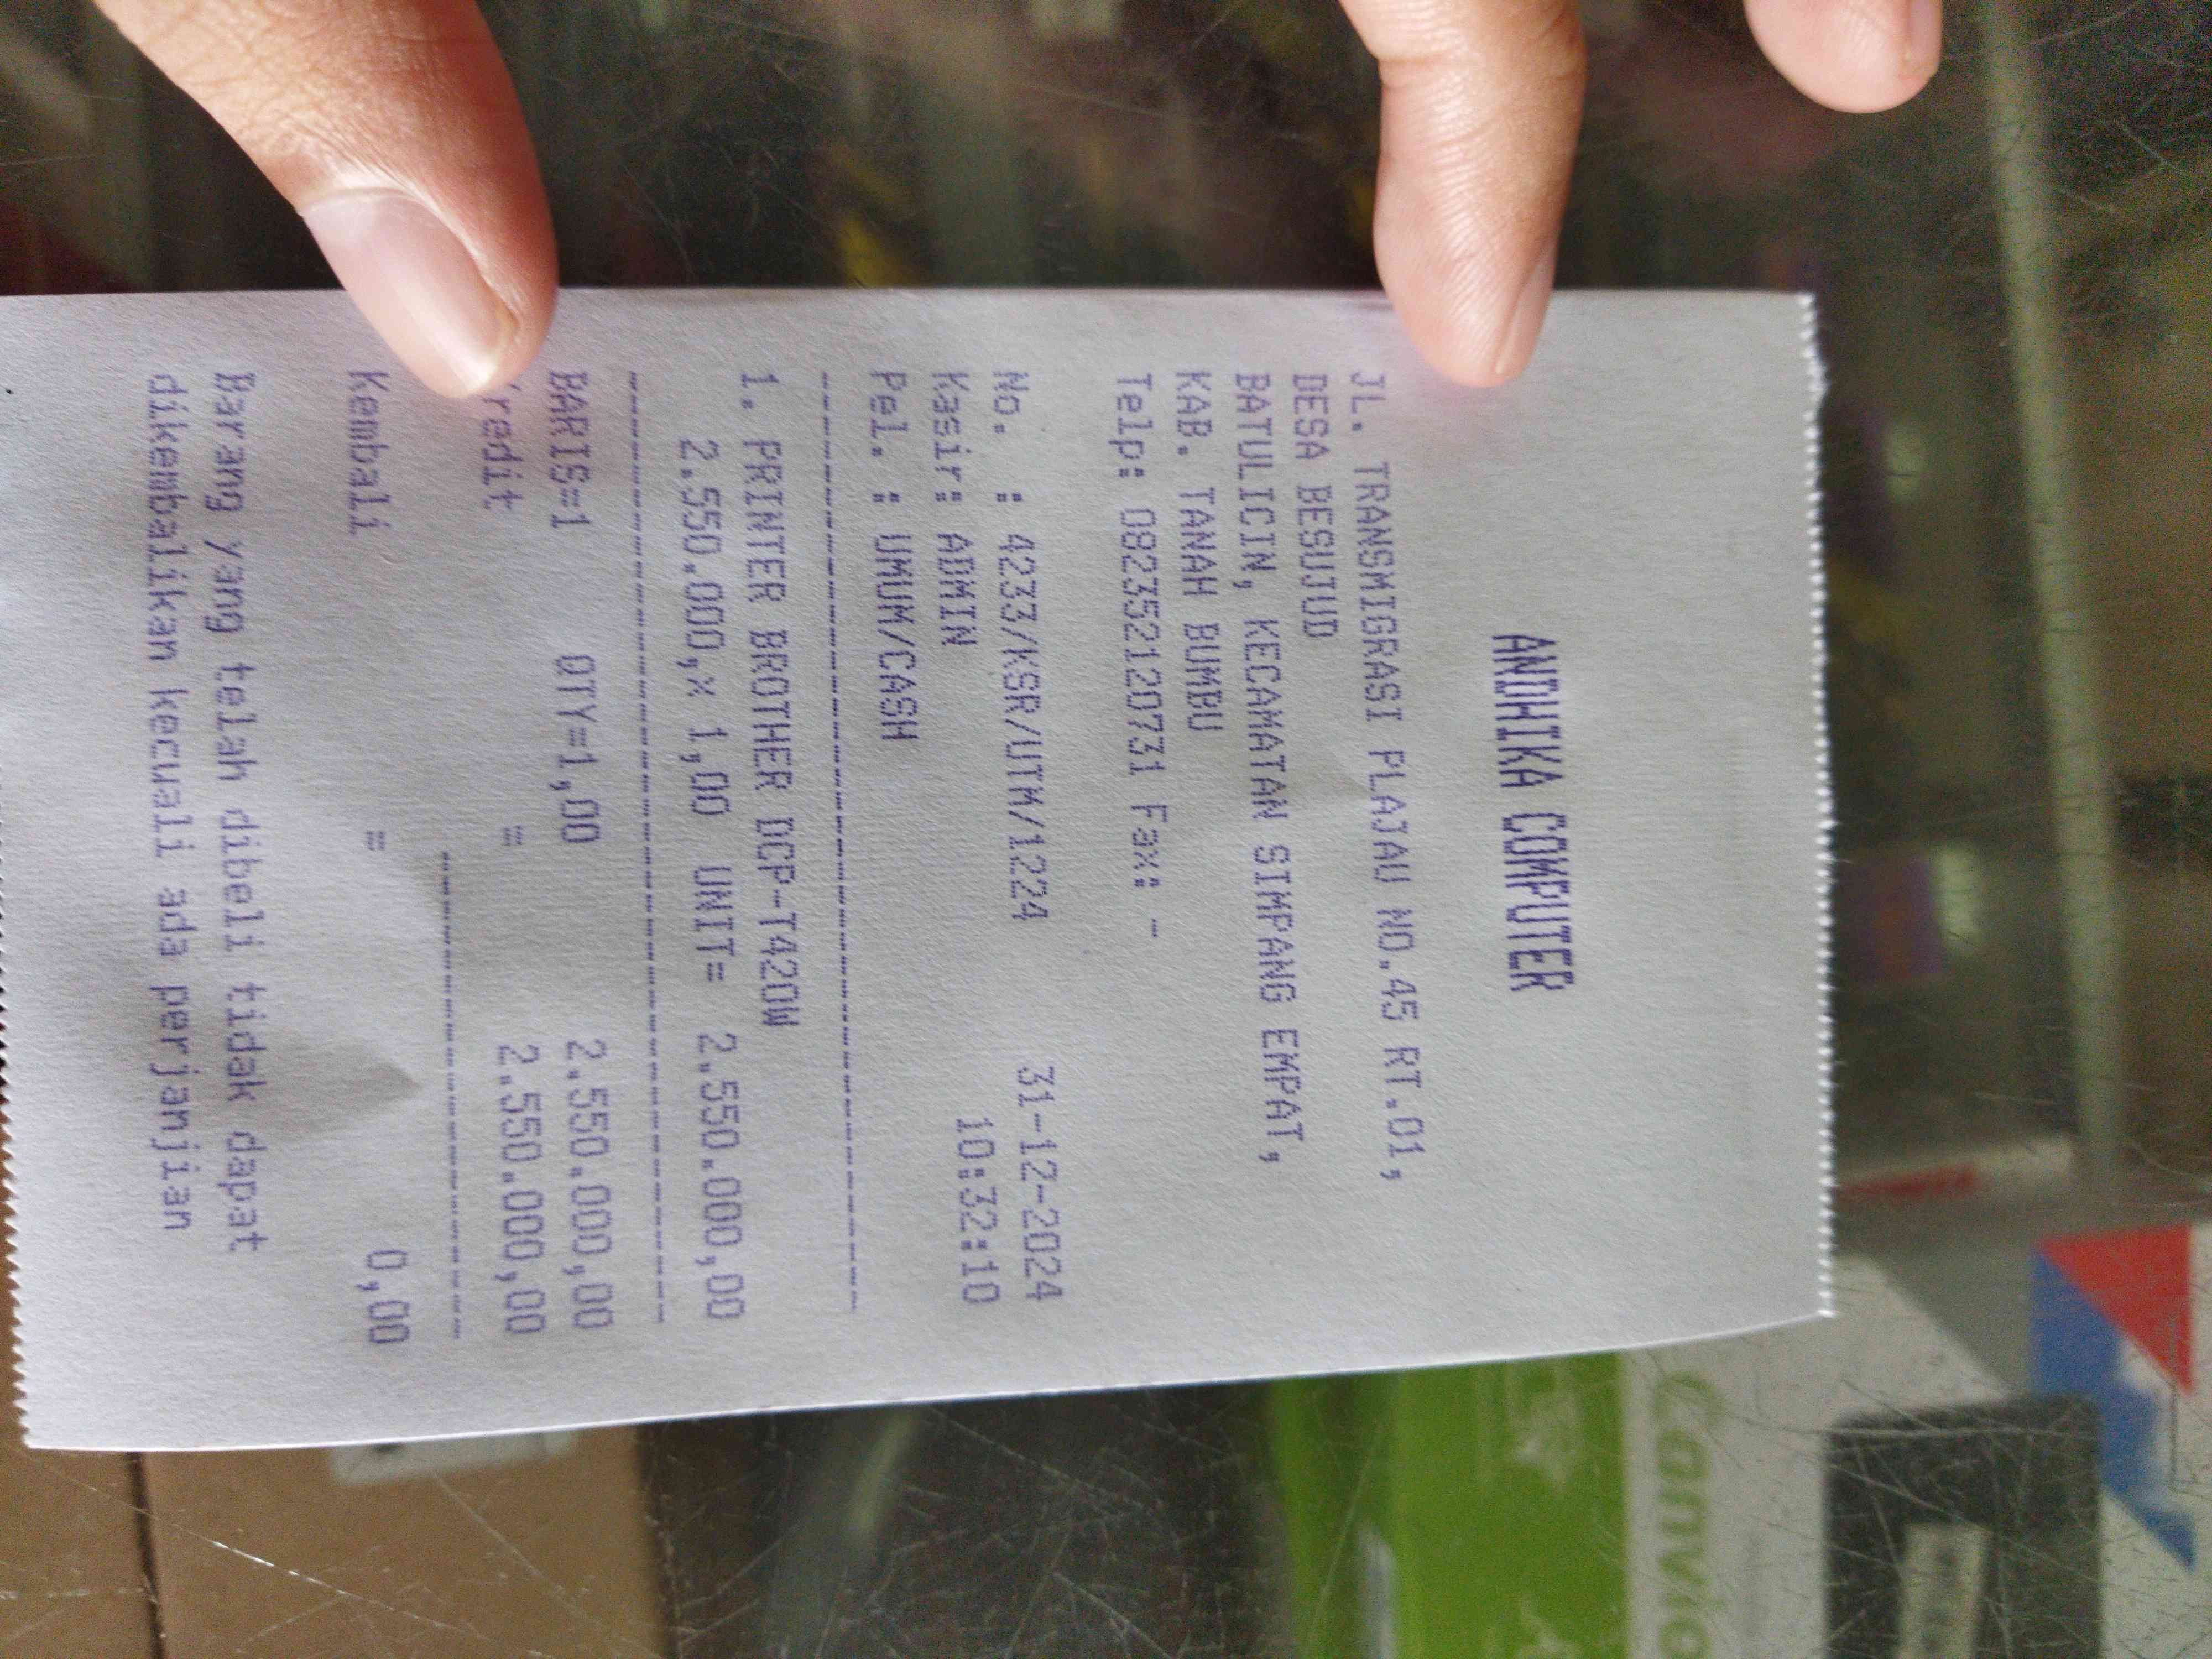 ANDHIKA COMPUTER
JL. TRANSMIGRASI PLAJAU NO.45 RT.01,
DESA BESUJUD
BATULICIN, KECAMATAN SIMPANG EMPAT,
KAB. TANAH BUMBU
Telp: 082352120731 Fax: -
No. : 4233/KSR/UTM/1224 31-12-2024
Kasir: ADMIN 10:32:10
Pel. : UMUM/CASH
1. PRINTER BROTHER DCP-T420W
2.550.000,x 1,00 UNIT= 2.550.000,00
BARIS=1 QTY=1,00 2.550.000,00
Kredit = 2.550.000,00
Kembali = 0,00
Barang yang telah dibeli tidak dapat
dikembalikan kecuali ada perjanjian
Canvio